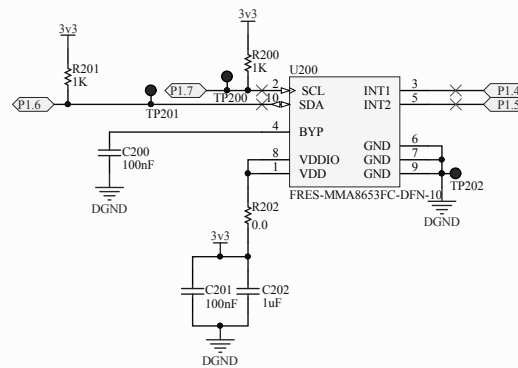 3v3
3v3
R201
1K
R200
1K
U200
P1.7
TP200
2
SCL
INT1
3
P1.4
P1.6
TP201
10
SDA
INT2
5
P1.5
4
BYP
C200
100nF
DGND
8
VDDIO
1
VDD
GND
6
GND
7
GND
9
TP202
DGND
FRES-MMA8653FC-DFN-10
R202
0.0
3v3
C201
100nF
C202
1uF
DGND